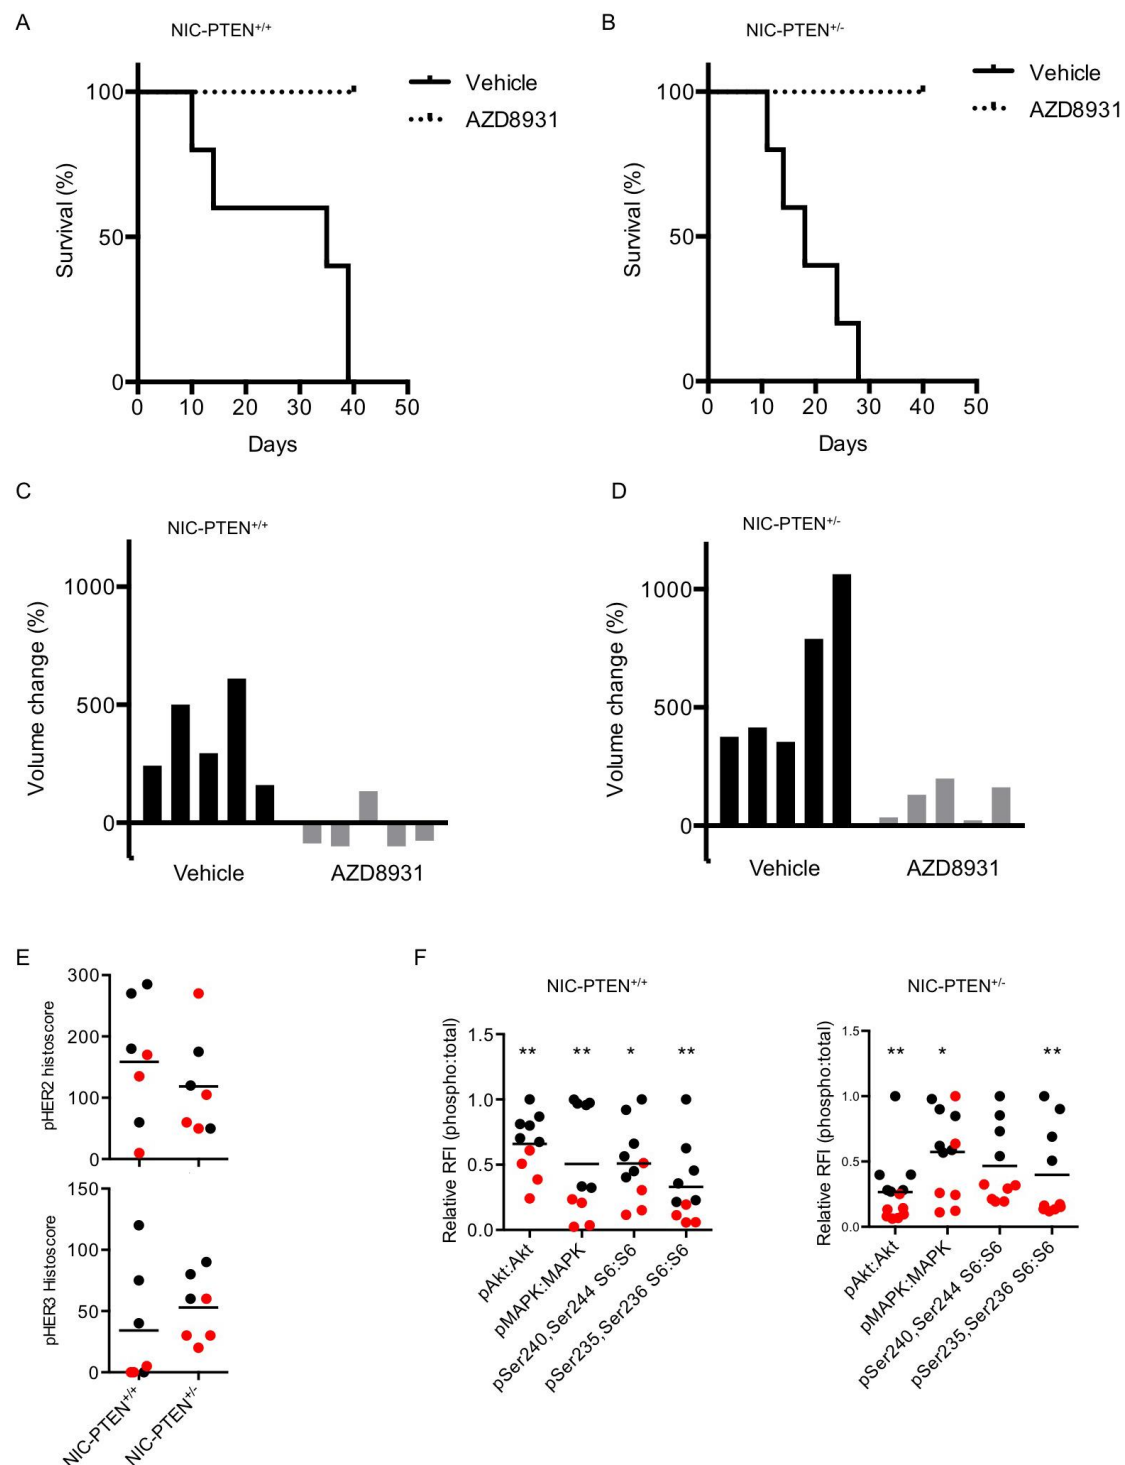 A
NIC-PTEN+/+
Vehicle
AZD8931
100
50
0
Survival (%)
0 10 20 30 40 50
Days
B
NIC-PTEN+/-
Vehicle
AZD8931
100
50
0
Survival (%)
0 10 20 30 40 50
Days
C
NIC-PTEN+/+
1000
500
0
Volume change (%)
Vehicle AZD8931
D
NIC-PTEN+/-
1000
500
0
Volume change (%)
Vehicle AZD8931
E
300
200
100
0
pHER2 histoscore
150
100
50
0
pHER3 Histoscore
NIC-PTEN+/+
NIC-PTEN+/-
F
NIC-PTEN+/+
1.5
1.0
0.5
0.0
Relative RFI (phospho:total)
** ** * **
pAkt:Akt
pMAPK:MAPK
pSer240,Ser244 S6:S6
pSer235,Ser236 S6:S6
NIC-PTEN+/-
1.5
1.0
0.5
0.0
Relative RFI (phospho:total)
** * **
pAkt:Akt
pMAPK:MAPK
pSer240,Ser244 S6:S6
pSer235,Ser236 S6:S6